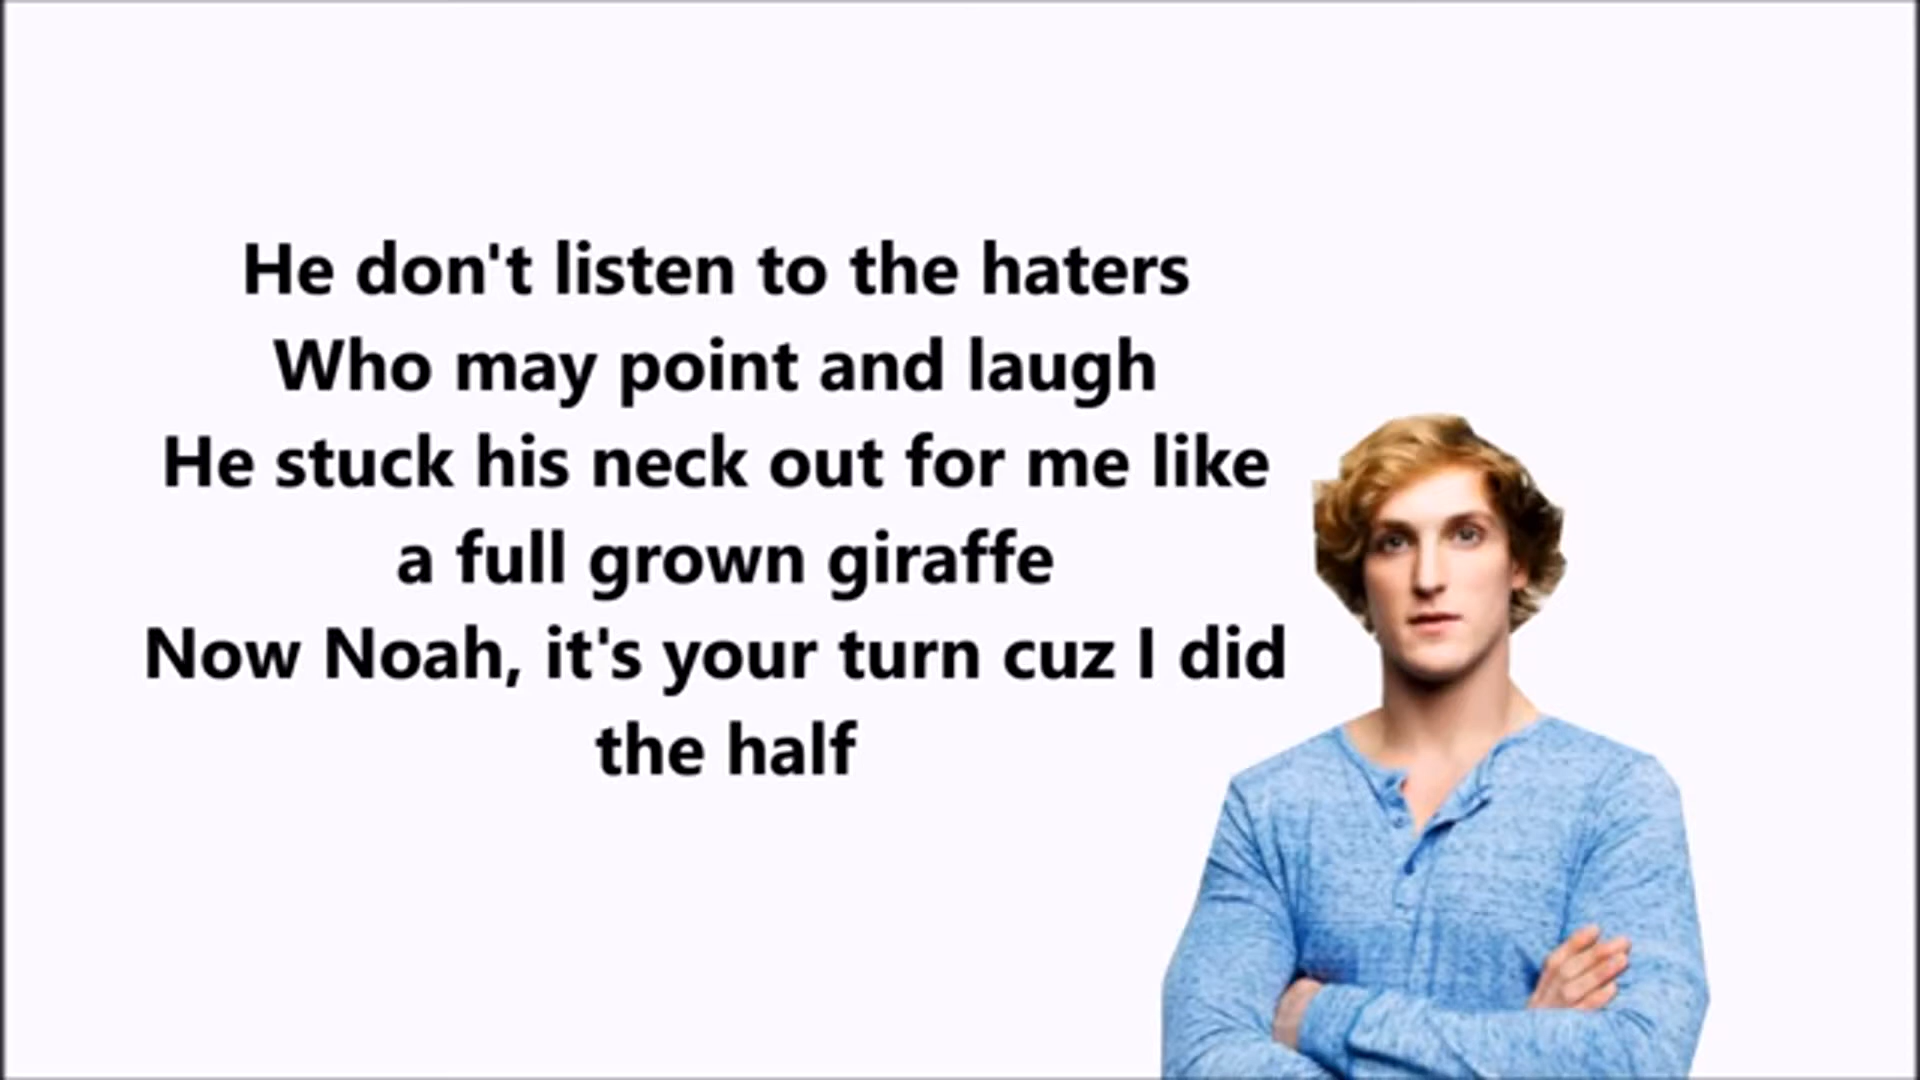 He don't listen to the haters
Who may point and laugh
He stuck his neck out for me like
a full grown giraffe
Now Noah, it's your turn cuz I did
the half